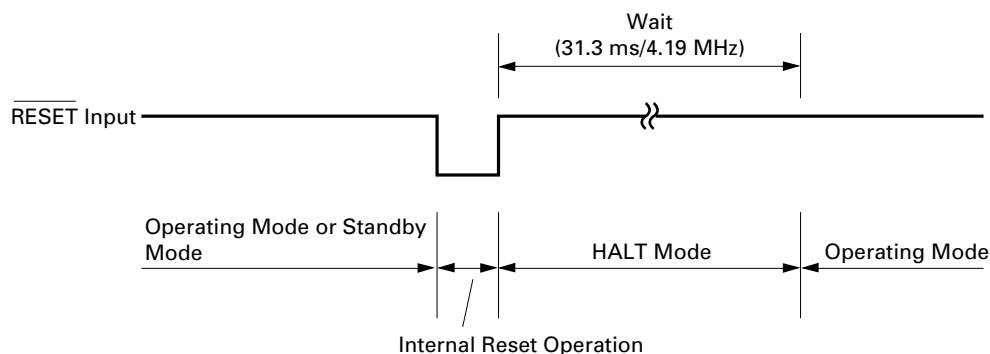 Wait
(31.3 ms/4.19 MHz)
RESET Input
Operating Mode or Standby
Mode
HALT Mode
Operating Mode
Internal Reset Operation